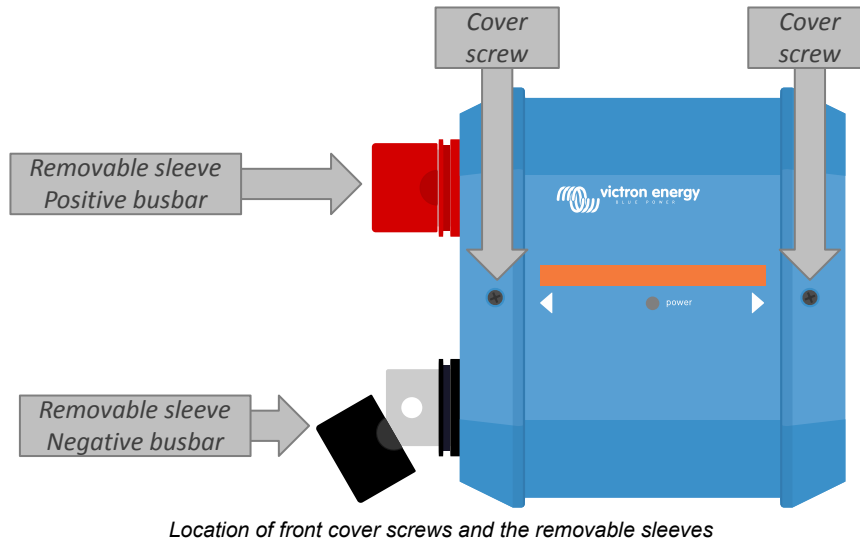 Cover
screw
Cover
screw
Removable sleeve
Positive busbar
victron energy
BLUE POWER
power
Removable sleeve
Negative busbar
Location of front cover screws and the removable sleeves